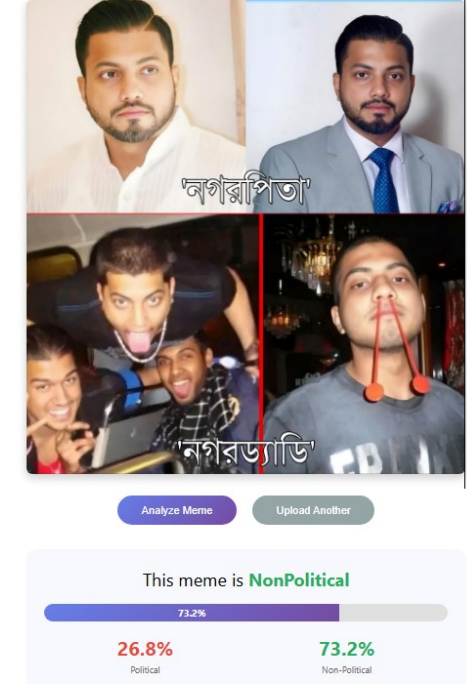 'নগরপিতা'
'নগরড্যাডি'
Analyze Meme
Upload Another
This meme is NonPolitical
73.2%
26.8%
73.2%
Political
Non-Political